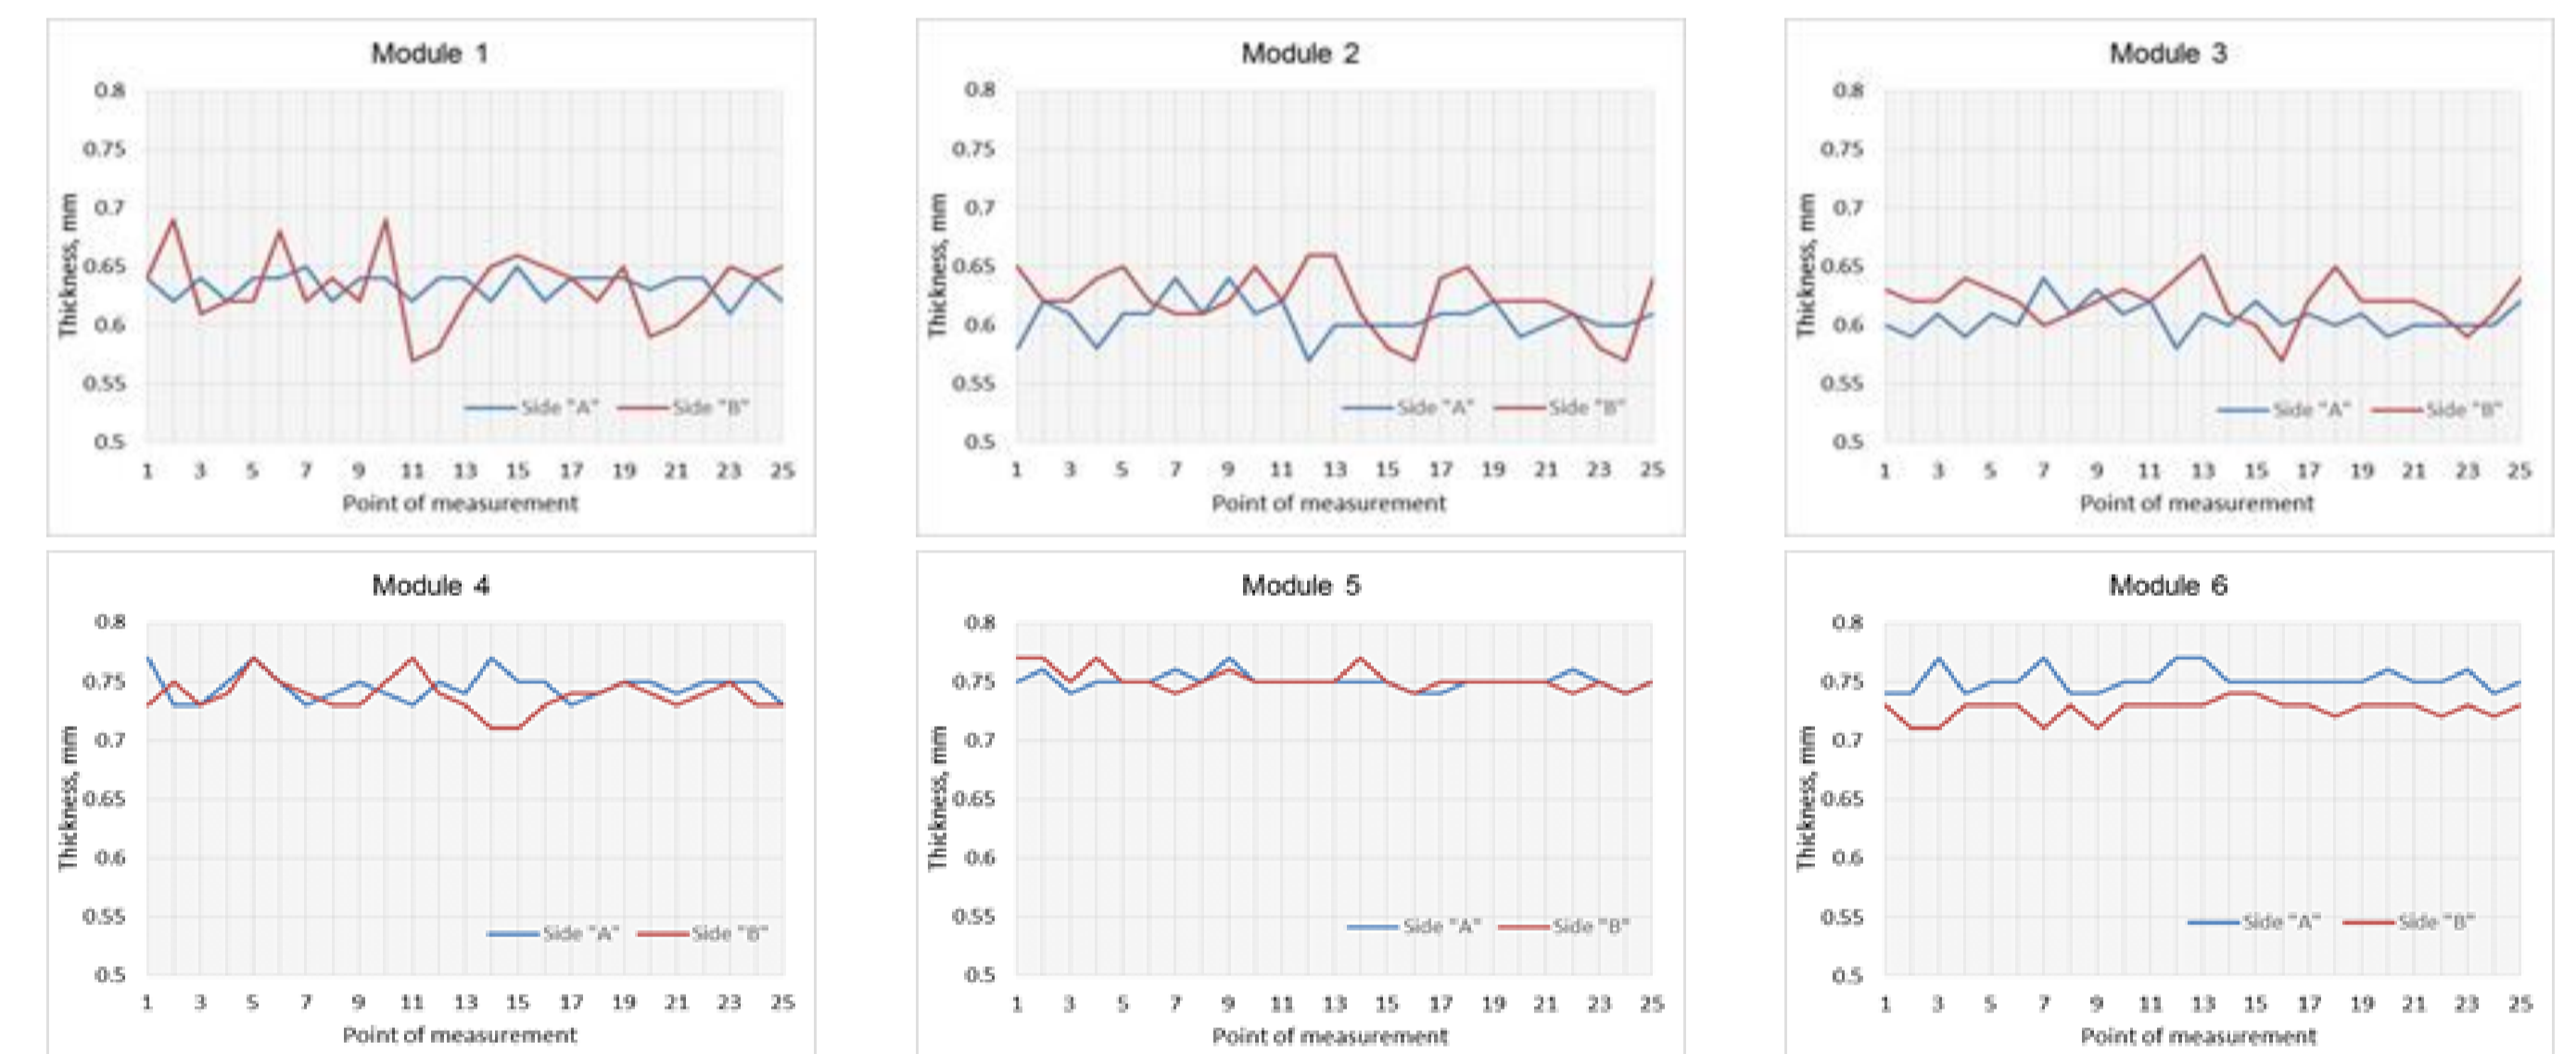 Module 1
0.8
0.75
0.7
0.65
0.6
0.55
0.5
Thickness, mm
Side "A" Side "B"
1 3 5 7 9 11 13 15 17 19 21 23 25
Point of measurement
Module 2
0.8
0.75
0.7
0.65
0.6
0.55
0.5
Thickness, mm
Side "A" Side "B"
1 3 5 7 9 11 13 15 17 19 21 23 25
Point of measurement
Module 3
0.8
0.75
0.7
0.65
0.6
0.55
0.5
Thickness, mm
Side "A" Side "B"
1 3 5 7 9 11 13 15 17 19 21 23 25
Point of measurement
Module 4
0.8
0.75
0.7
0.65
0.6
0.55
0.5
Thickness, mm
Side "A" Side "B"
1 3 5 7 9 11 13 15 17 19 21 23 25
Point of measurement
Module 5
0.8
0.75
0.7
0.65
0.6
0.55
0.5
Thickness, mm
Side "A" Side "B"
1 3 5 7 9 11 13 15 17 19 21 23 25
Point of measurement
Module 6
0.8
0.75
0.7
0.65
0.6
0.55
0.5
Thickness, mm
Side "A" Side "B"
1 3 5 7 9 11 13 15 17 19 21 23 25
Point of measurement